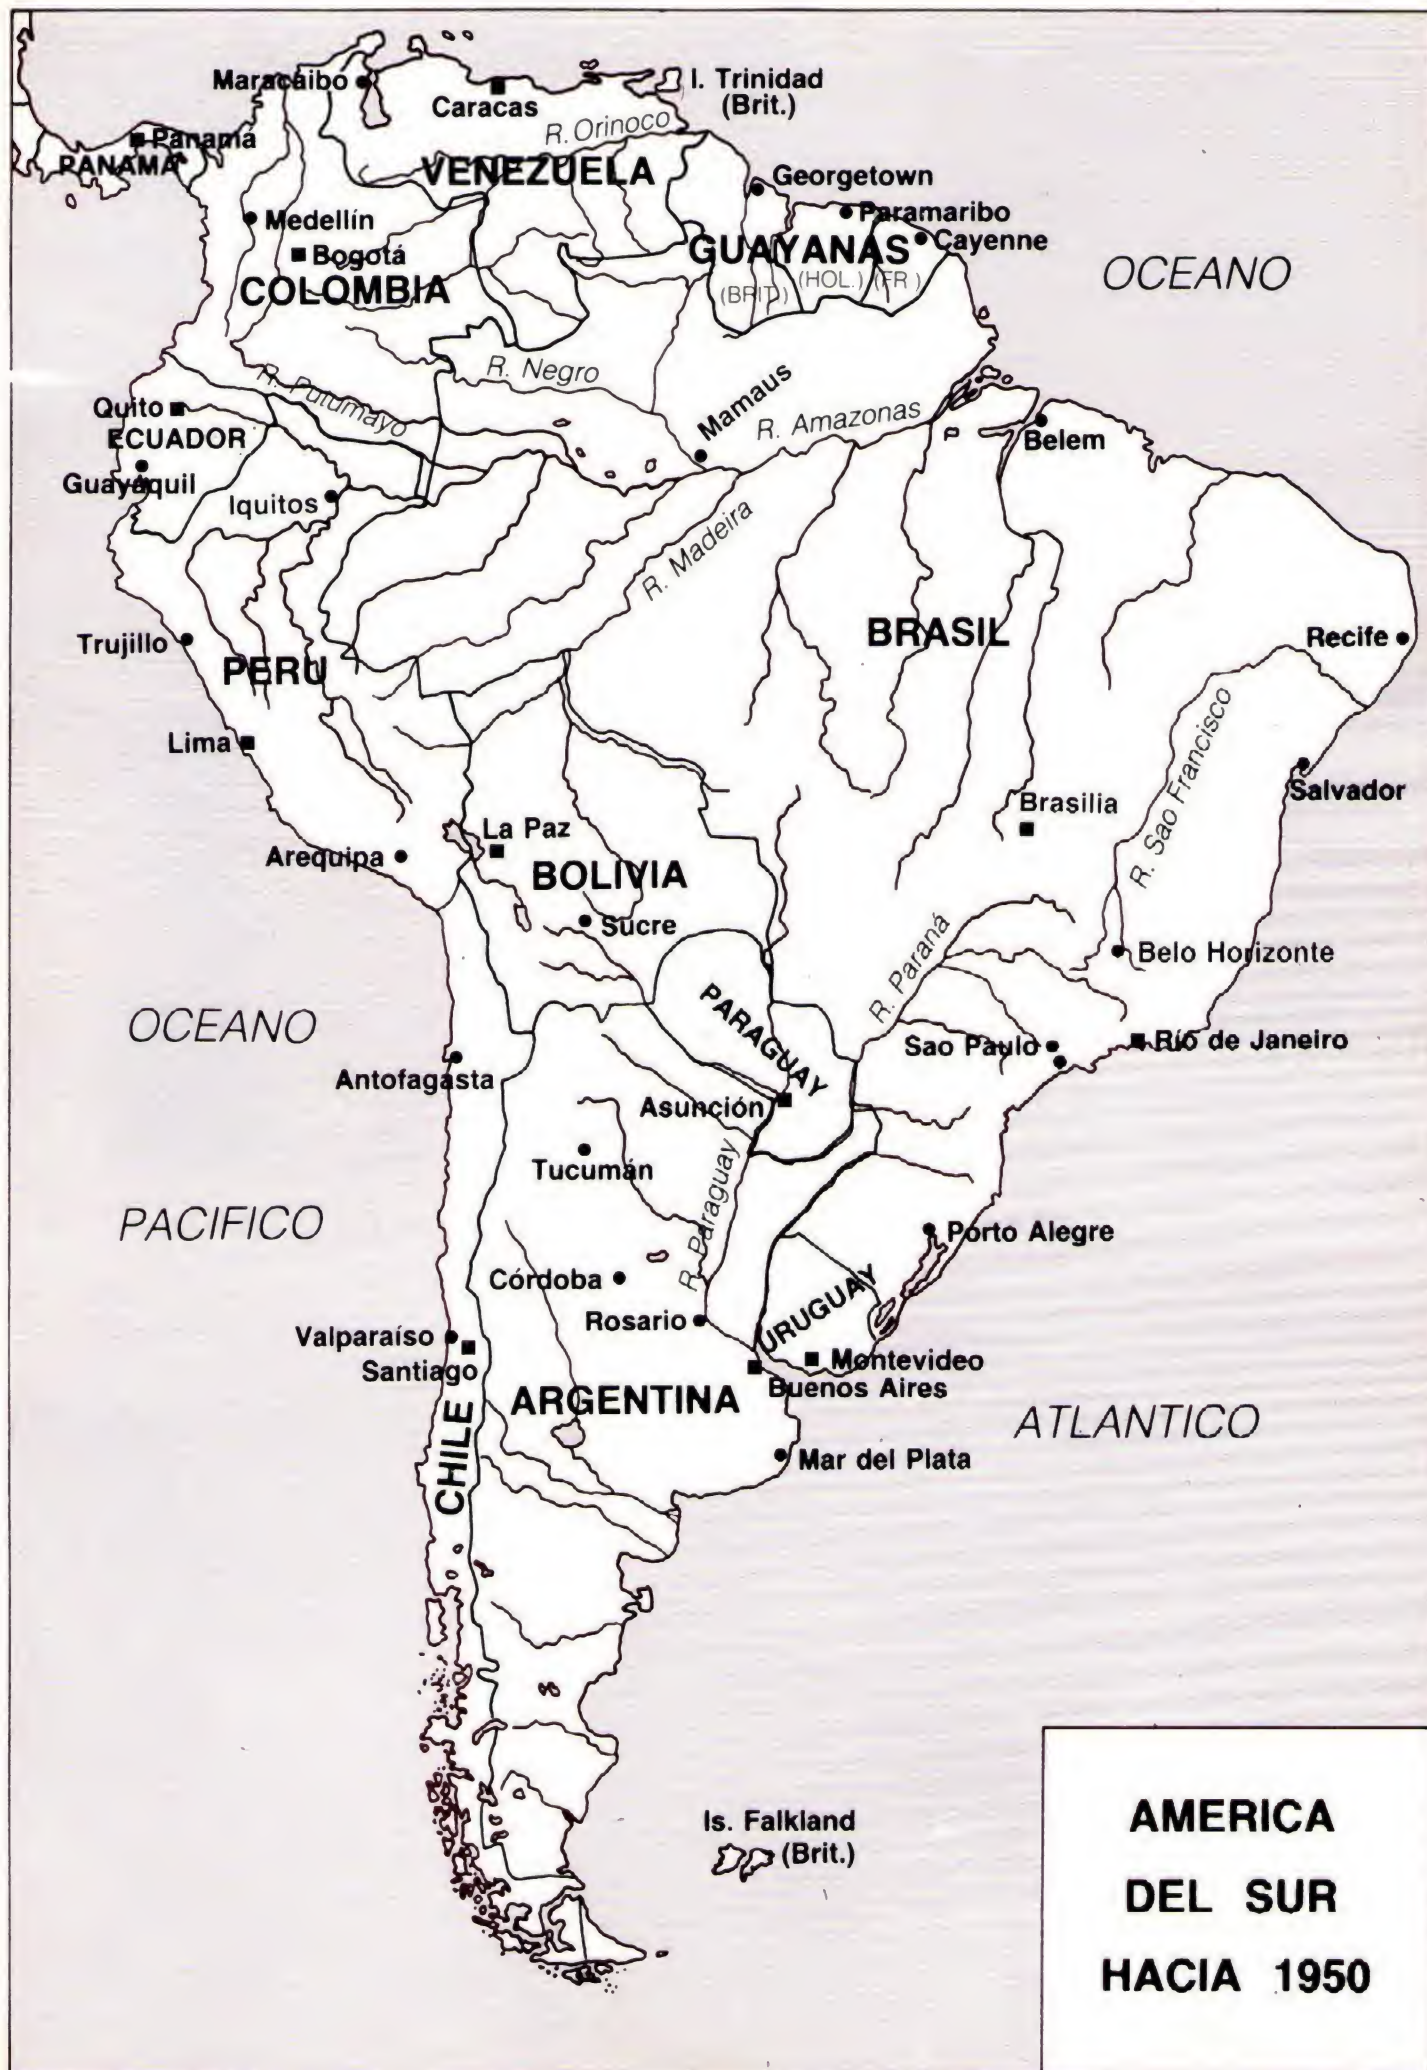 Maracaibo
Caracas
I. Trinidad
(Brit.)
R. Orinoco
Panamá
PANAMA
VENEZUELA
Georgetown
Medellín
Paramaribo
Bogotá
GUAYANAS
Cayenne
COLOMBIA
(BRIT.)
(HOL.)
(FR.)
OCEANO
R. Negro
R. Putumayo
Mamaus
R. Amazonas
Quito
ECUADOR
Belem
Guayaquil
Iquitos
R. Madeira
BRASIL
Recife
Trujillo
PERU
Lima
R. Sao Francisco
Salvador
Brasilia
La Paz
Arequipa
BOLIVIA
Sucre
R. Paraná
Belo Horizonte
OCEANO
PARAGUAY
Sao Paulo
Río de Janeiro
Antofagasta
Asunción
Tucumán
R. Paraguay
PACIFICO
Porto Alegre
Córdoba
Rosario
URUGUAY
Valparaíso
Santiago
Montevideo
Buenos Aires
ARGENTINA
CHILE
ATLANTICO
Mar del Plata
Is. Falkland
(Brit.)
AMERICA
DEL SUR
HACIA 1950